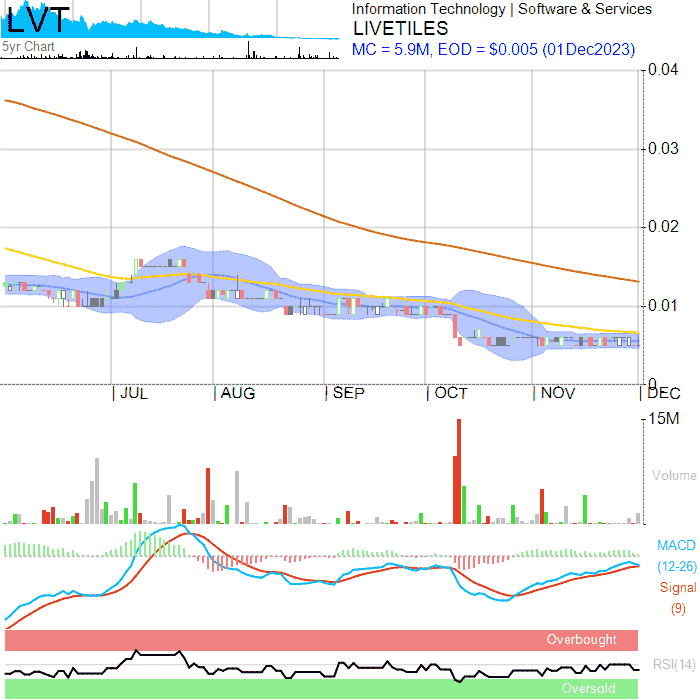 LVT
5yr Chart
Information Technology | Software & Services
LIVETILES
MC = 5.9M, EOD = $0.005 (01Dec2023)
0.04
0.03
0.02
0.01
0
JUL AUG SEP OCT NOV DEC
15M
Volume
MACD
(12-26)
Signal
(9)
Overbought
RSI(14)
Oversold